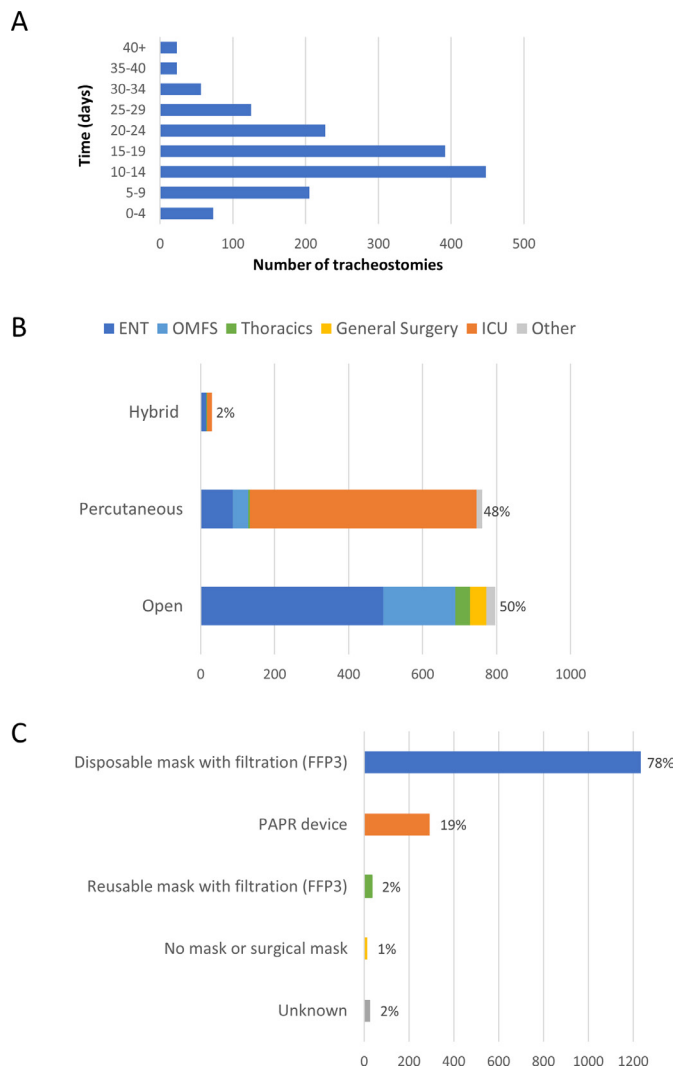 A
40+
35-40
30-34
25-29
20-24
15-19
10-14
5-9
0-4
Time (days)
0 100 200 300 400 500
Number of tracheostomies
B
ENT OMFS Thoracics General Surgery ICU Other
Hybrid 2%
Percutaneous 48%
Open 50%
0 200 400 600 800 1000
C
Disposable mask with filtration (FFP3) 78%
PAPR device 19%
Reusable mask with filtration (FFP3) 2%
No mask or surgical mask 1%
Unknown 2%
0 200 400 600 800 1000 1200